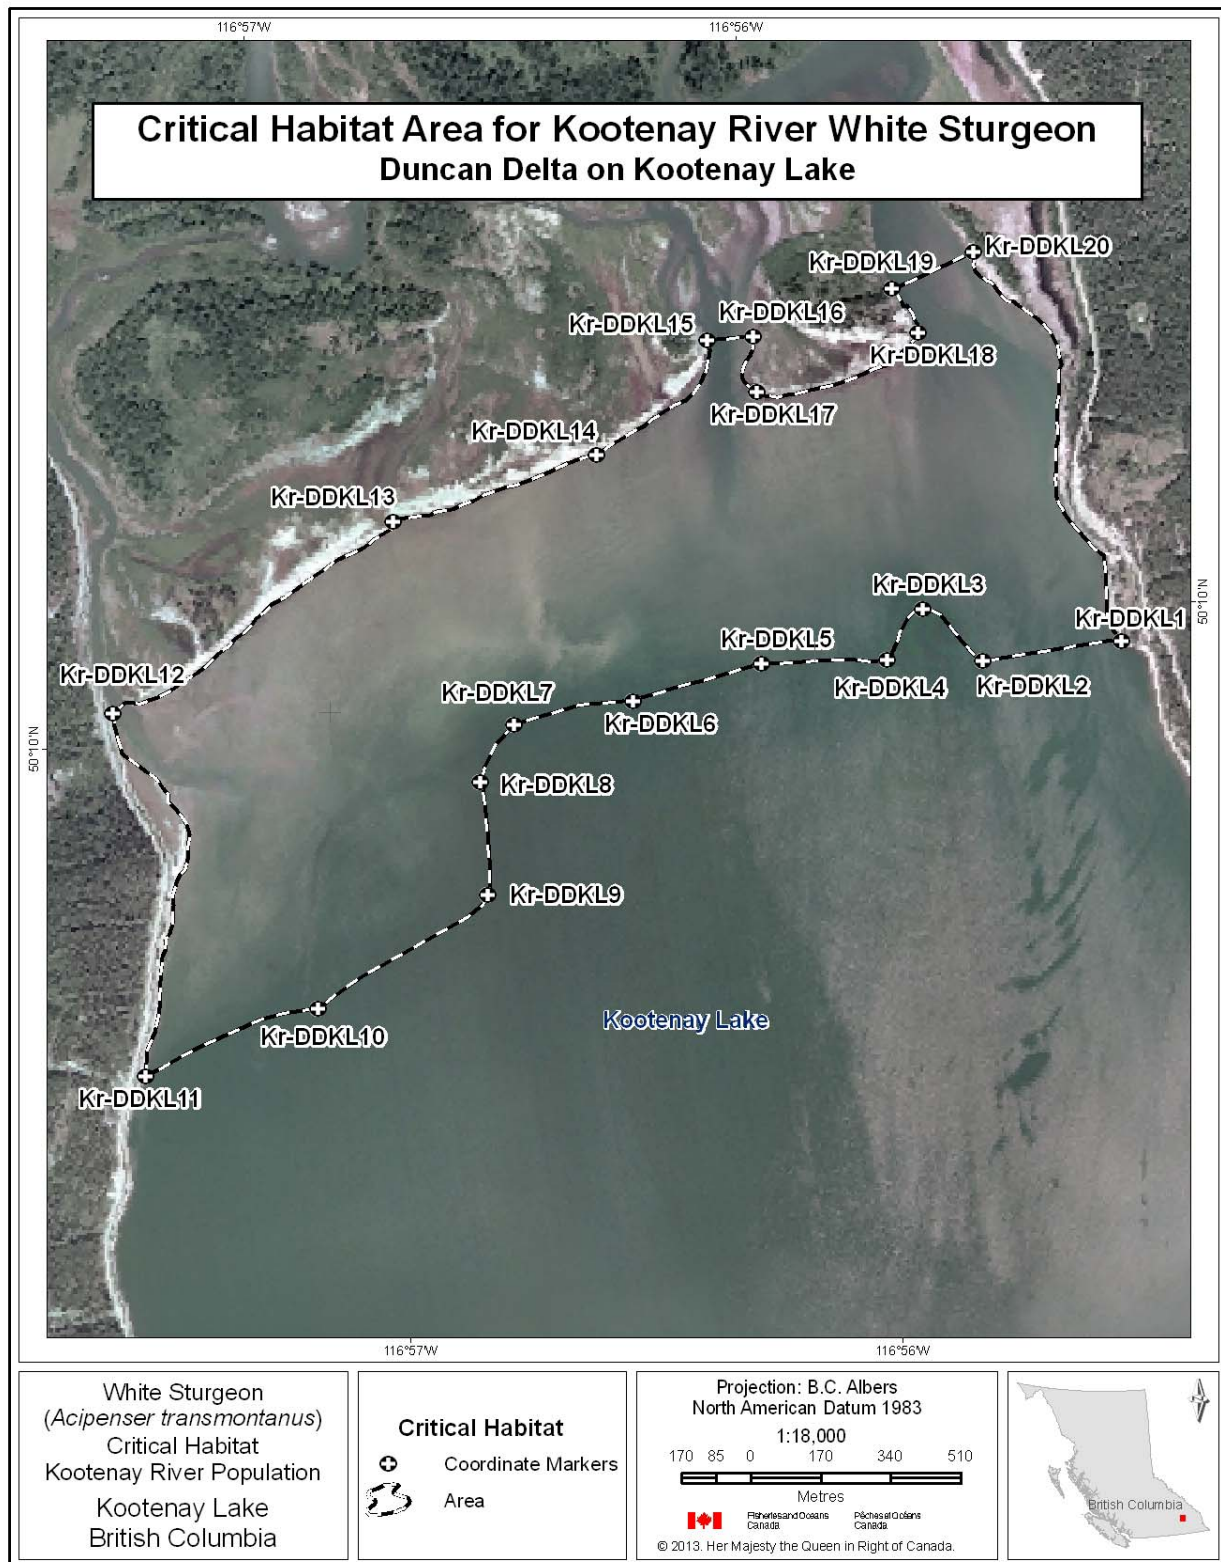 116°57'W
116°56'W
Critical Habitat Area for Kootenay River White Sturgeon
Duncan Delta on Kootenay Lake
Kr-DDKL20
Kr-DDKL19
Kr-DDKL16
Kr-DDKL15
Kr-DDKL18
Kr-DDKL17
Kr-DDKL14
Kr-DDKL13
50°10'N
Kr-DDKL3
Kr-DDKL1
Kr-DDKL5
Kr-DDKL12
Kr-DDKL4
Kr-DDKL2
Kr-DDKL7
Kr-DDKL6
50°10'N
Kr-DDKL8
Kr-DDKL9
Kootenay Lake
Kr-DDKL10
Kr-DDKL11
116°57'W
116°56'W
White Sturgeon
(Acipenser transmontanus)
Critical Habitat
Kootenay River Population
Kootenay Lake
British Columbia
Critical Habitat
Coordinate Markers
Area
Projection: B.C. Albers
North American Datum 1983
1:18,000
170 85 0 170 340 510
Metres
Fisheries and Oceans Canada
Pêches et Océans Canada
© 2013. Her Majesty the Queen in Right of Canada.
British Columbia